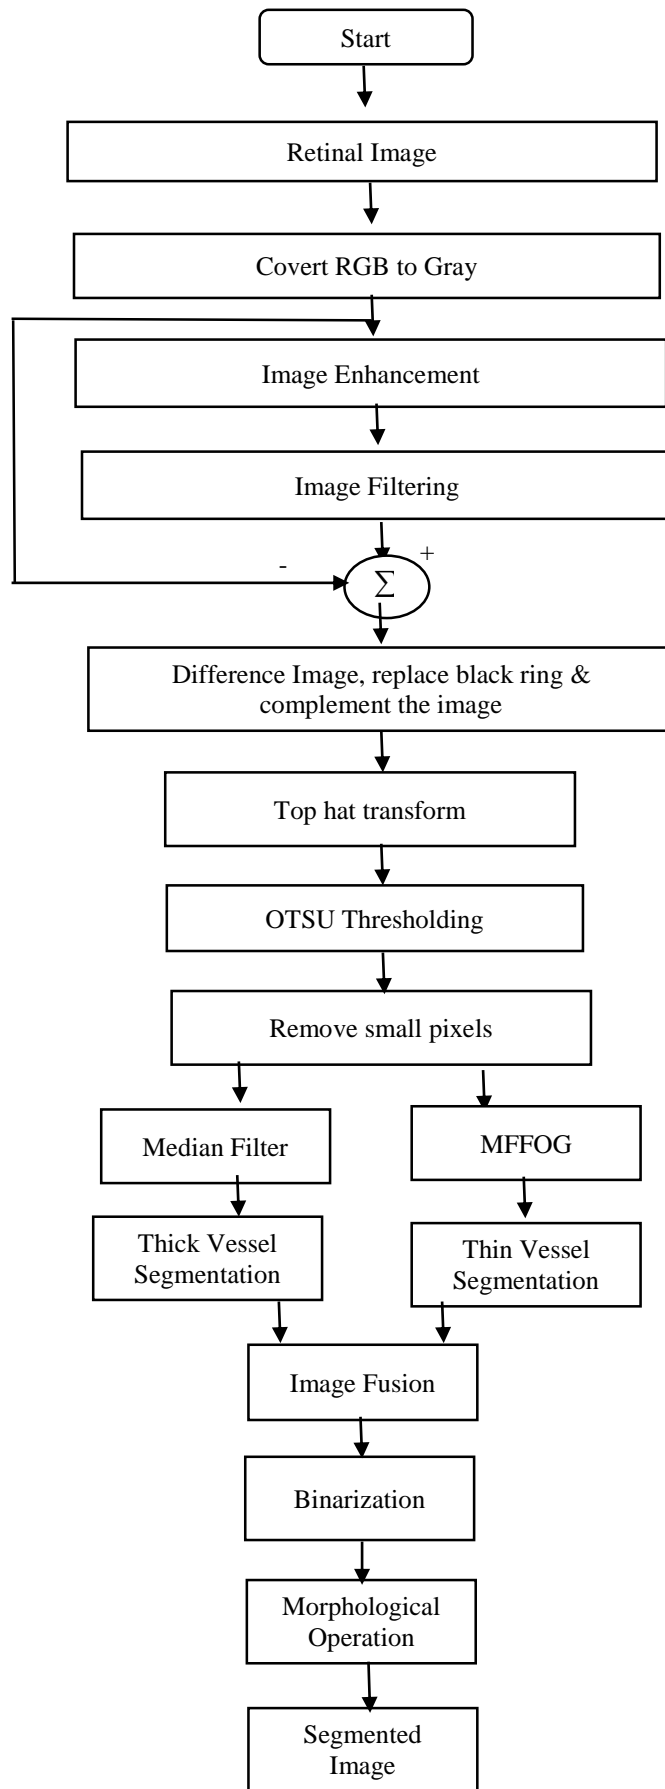 Start
Retinal Image
Covert RGB to Gray
Image Enhancement
Image Filtering
+
-
Σ
Difference Image, replace black ring &
complement the image
Top hat transform
OTSU Thresholding
Remove small pixels
Median Filter
MFFOG
Thick Vessel
Segmentation
Thin Vessel
Segmentation
Image Fusion
Binarization
Morphological
Operation
Segmented
Image